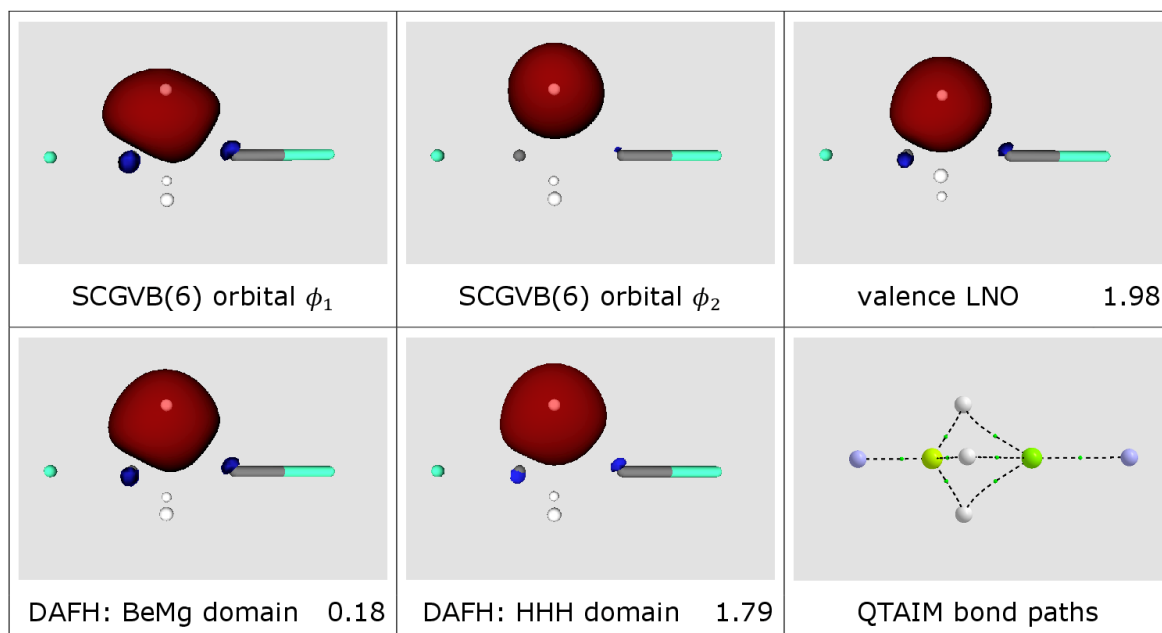 SCGVB(6) orbital ϕ₁
SCGVB(6) orbital ϕ₂
valence LNO 1.98
DAFH: BeMg domain 0.18
DAFH: HHH domain 1.79
QTAIM bond paths